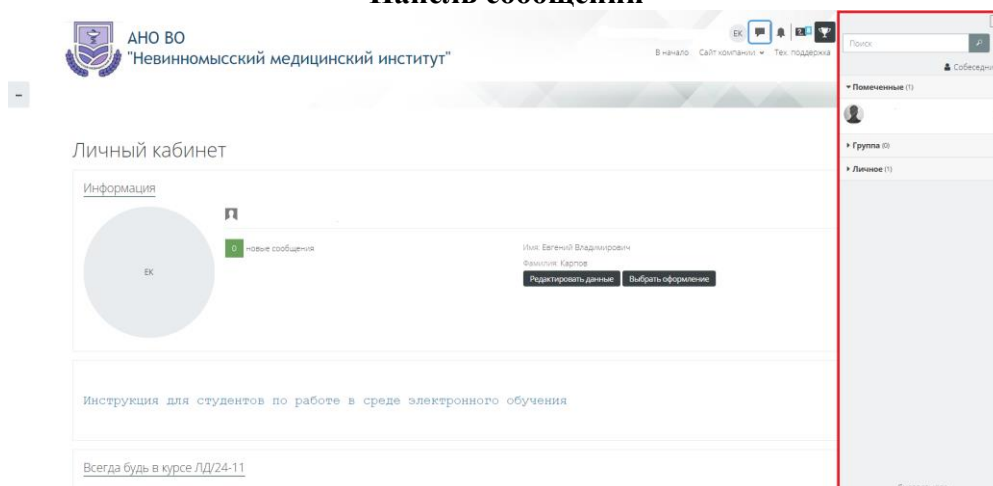 Панель сообщений
АНО ВО
"Невинномысский медицинский институт"
ЕК
В начало Сайт компании Тех. поддержка
Поиск
Собеседни
Помеченные (1)
Группа (0)
Личное (1)
Личный кабинет
Информация
ЕК
0 новые сообщения
Имя: Евгений Владимирович
Фамилия: Карпов
Редактировать данные Выбрать оформление
Инструкция для студентов по работе в среде электронного обучения
Всегда будь в курсе ЛД/24-11